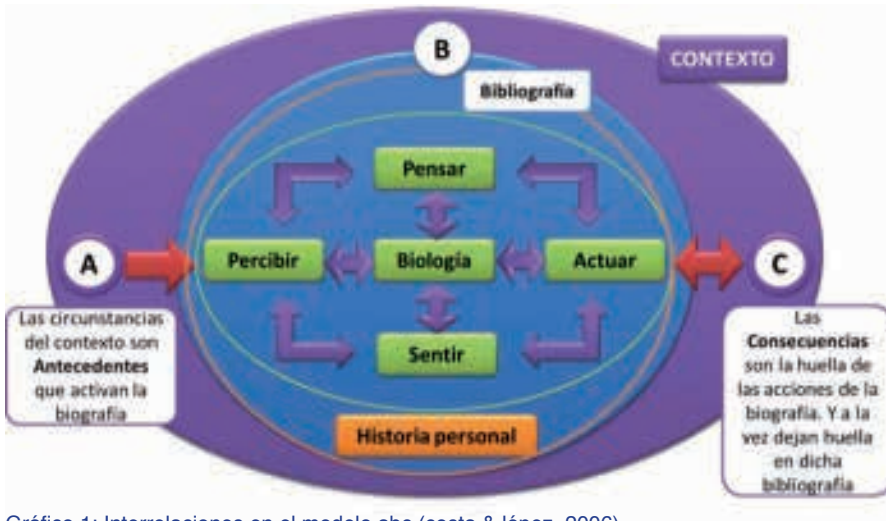 B
CONTEXTO
Bibliografía
Pensar
A
Percibir
Biología
Actuar
C
Sentir
Historia personal
Las circunstancias
del contexto son
Antecedentes
que activan la
biografía
Las
Consecuencias
son la huella de
las acciones de la
biografía. Y a la
vez dejan huella
en dicha
bibliografía
Gráfico 1: Interrelaciones en el modelo abc (costa & lópez, 2006)